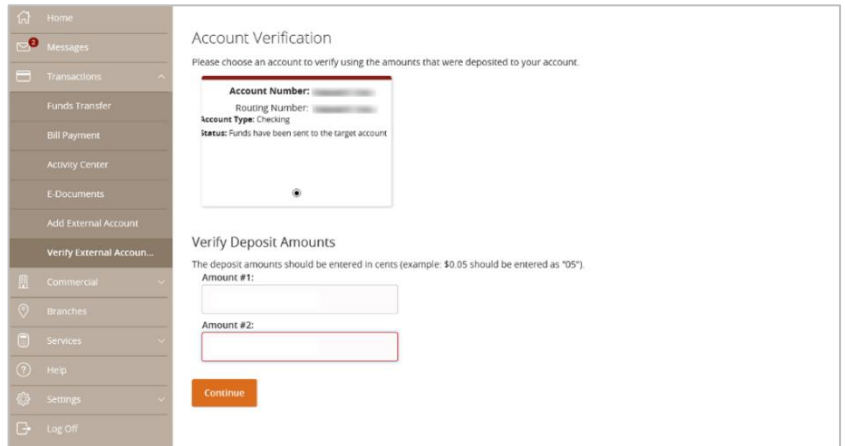 Home
2
Messages
Transactions
Funds Transfer
Bill Payment
Activity Center
E-Documents
Add External Account
Verify External Accoun...
Commercial
Branches
Services
Help
Settings
Log Off
Account Verification
Please choose an account to verify using the amounts that were deposited to your account.
Account Number:
Routing Number:
Account Type: Checking
Status: Funds have been sent to the target account
Verify Deposit Amounts
The deposit amounts should be entered in cents (example: $0.05 should be entered as "05").
Amount #1:
Amount #2:
Continue